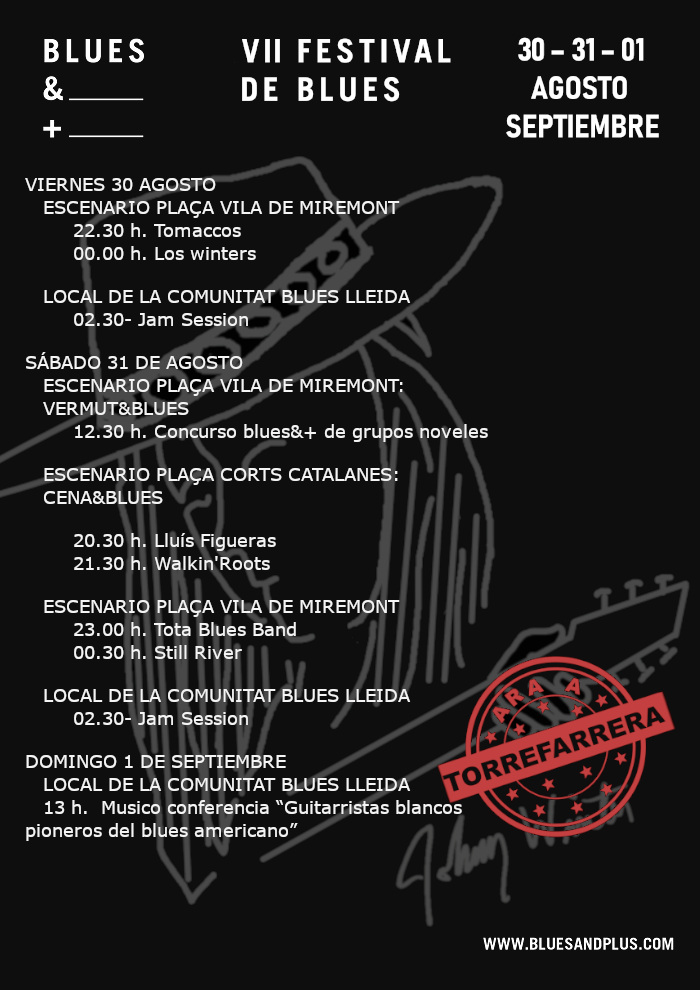 BLUES
& ______
+ ______
VII FESTIVAL
DE BLUES
30 – 31 – 01
AGOSTO
SEPTIEMBRE
VIERNES 30 AGOSTO
ESCENARIO PLAÇA VILA DE MIREMONT
22.30 h. Tomaccos
00.00 h. Los winters
LOCAL DE LA COMUNITAT BLUES LLEIDA
02.30- Jam Session
SÁBADO 31 DE AGOSTO
ESCENARIO PLAÇA VILA DE MIREMONT:
VERMUT&BLUES
12.30 h. Concurso blues&+ de grupos noveles
ESCENARIO PLAÇA CORTS CATALANES:
CENA&BLUES
20.30 h. Lluís Figueras
21.30 h. Walkin'Roots
ESCENARIO PLAÇA VILA DE MIREMONT
23.00 h. Tota Blues Band
00.30 h. Still River
LOCAL DE LA COMUNITAT BLUES LLEIDA
02.30- Jam Session
DOMINGO 1 DE SEPTIEMBRE
LOCAL DE LA COMUNITAT BLUES LLEIDA
13 h.  Musico conferencia “Guitarristas blancos
pioneros del blues americano”
ARA A
TORREFARRERA
Johnny Winter
WWW.BLUESANDPLUS.COM